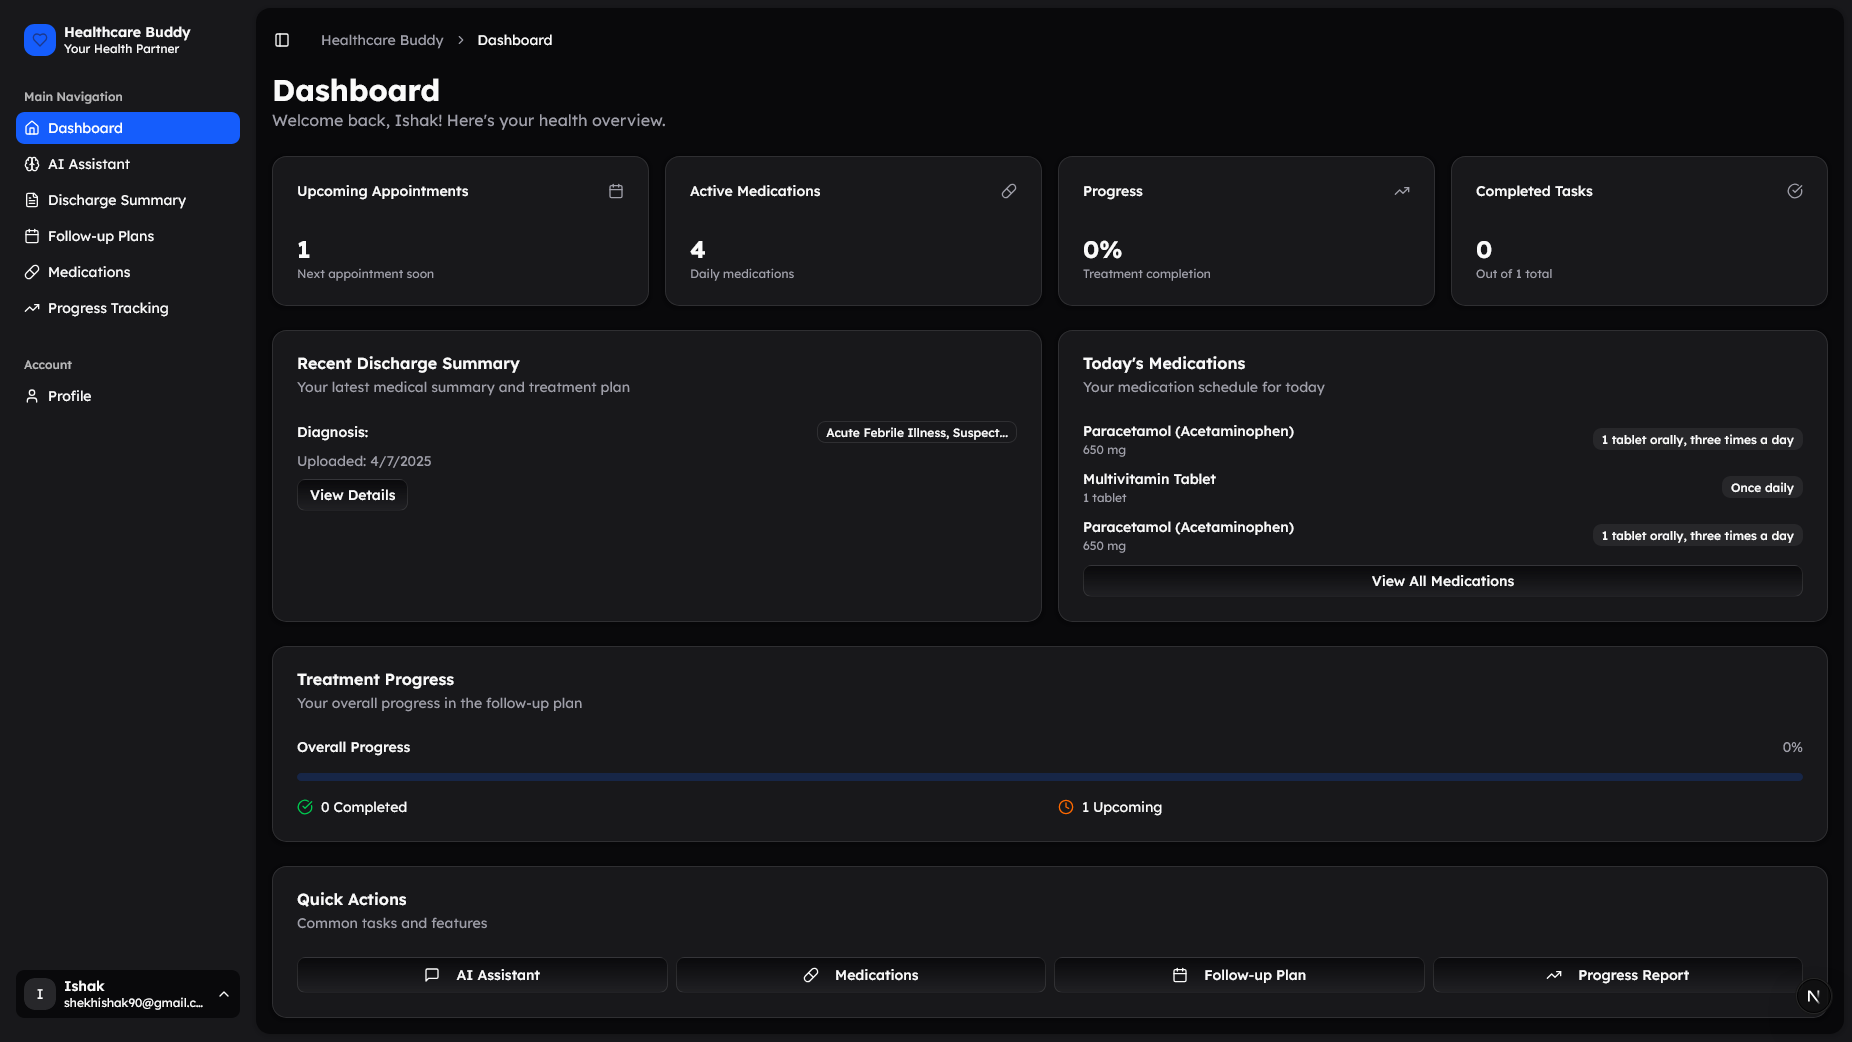 Healthcare Buddy
Your Health Partner
Main Navigation
Dashboard
AI Assistant
Discharge Summary
Follow-up Plans
Medications
Progress Tracking
Account
Profile
I
Ishak
shekhishak90@gmail.c...
Healthcare Buddy > Dashboard
Dashboard
Welcome back, Ishak! Here's your health overview.
Upcoming Appointments
1
Next appointment soon
Active Medications
4
Daily medications
Progress
0%
Treatment completion
Completed Tasks
0
Out of 1 total
Recent Discharge Summary
Your latest medical summary and treatment plan
Diagnosis:
Acute Febrile Illness, Suspect...
Uploaded: 4/7/2025
View Details
Today's Medications
Your medication schedule for today
Paracetamol (Acetaminophen)
650 mg
1 tablet orally, three times a day
Multivitamin Tablet
1 tablet
Once daily
Paracetamol (Acetaminophen)
650 mg
1 tablet orally, three times a day
View All Medications
Treatment Progress
Your overall progress in the follow-up plan
Overall Progress
0%
0 Completed
1 Upcoming
Quick Actions
Common tasks and features
AI Assistant
Medications
Follow-up Plan
Progress Report
N